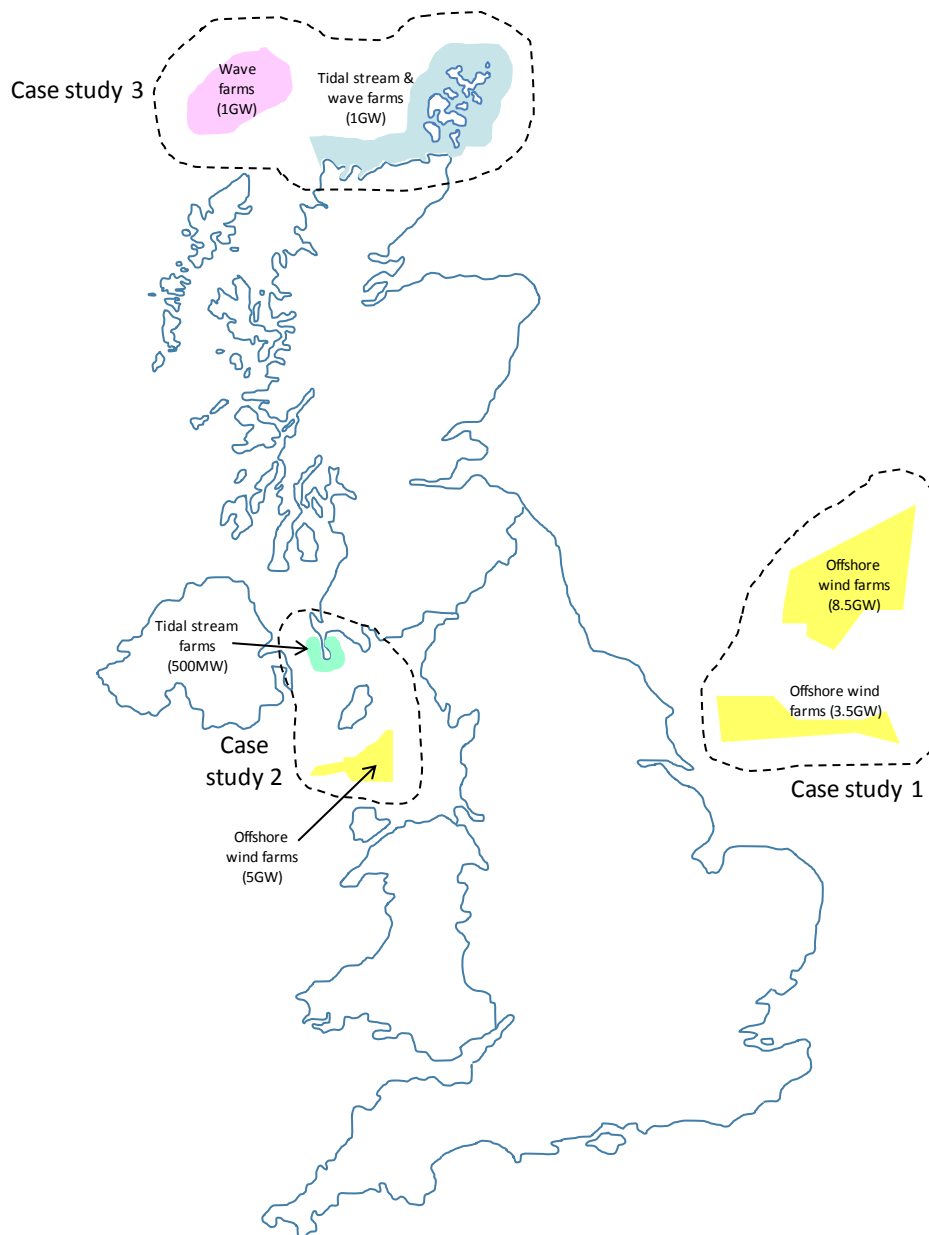 Case study 3
Wave
farms
(1GW)
Tidal stream &
wave farms
(1GW)
Offshore
wind farms
(8.5GW)
Offshore wind
farms (3.5GW)
Case study 1
Tidal stream
farms
(500MW)
Case
study 2
Offshore
wind farms
(5GW)